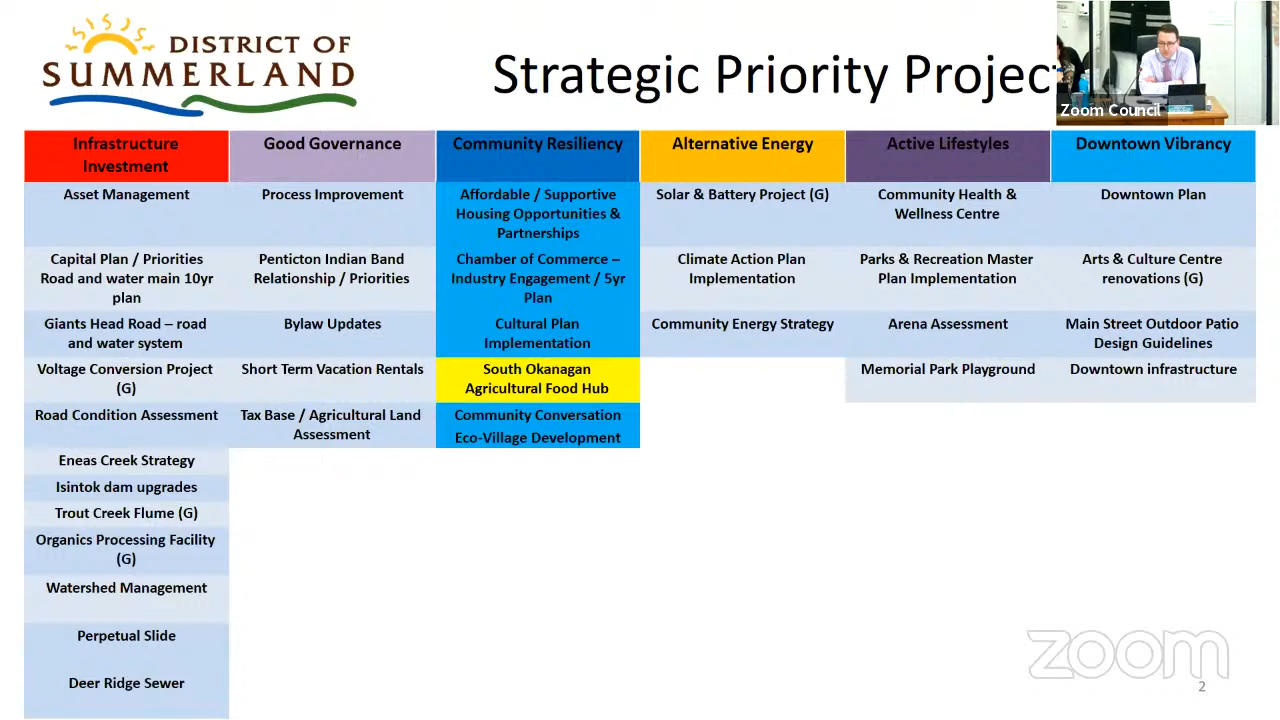 DISTRICT OF
SUMMERLAND
Strategic Priority Project
Zoom Council
Infrastructure
Investment
Good Governance
Community Resiliency
Alternative Energy
Active Lifestyles
Downtown Vibrancy
Asset Management
Process Improvement
Affordable / Supportive
Housing Opportunities &
Partnerships
Solar & Battery Project (G)
Community Health &
Wellness Centre
Downtown Plan
Capital Plan / Priorities
Road and water main 10yr
plan
Penticton Indian Band
Relationship / Priorities
Chamber of Commerce –
Industry Engagement / 5yr
Plan
Climate Action Plan
Implementation
Parks & Recreation Master
Plan Implementation
Arts & Culture Centre
renovations (G)
Giants Head Road – road
and water system
Bylaw Updates
Cultural Plan
Implementation
Community Energy Strategy
Arena Assessment
Main Street Outdoor Patio
Design Guidelines
Voltage Conversion Project
(G)
Short Term Vacation Rentals
South Okanagan
Agricultural Food Hub
Memorial Park Playground
Downtown infrastructure
Road Condition Assessment
Tax Base / Agricultural Land
Assessment
Community Conversation
Eco-Village Development
Eneas Creek Strategy
Isintok dam upgrades
Trout Creek Flume (G)
Organics Processing Facility
(G)
Watershed Management
Perpetual Slide
Deer Ridge Sewer
zoom
2